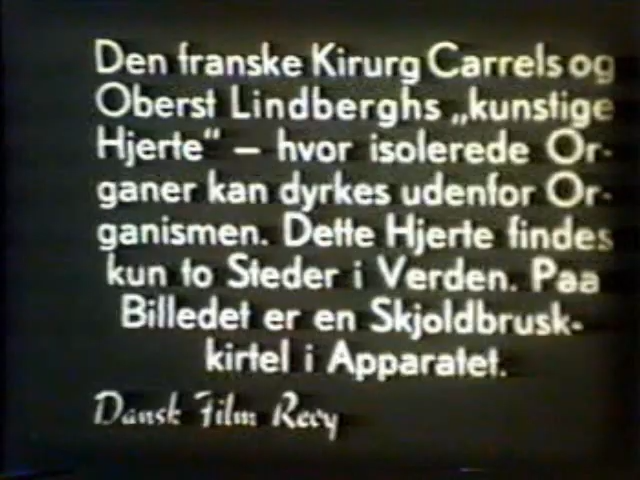 Den franske Kirurg Carrels og
Oberst Lindberghs „kunstige
Hjerte“ – hvor isolerede Or-
ganer kan dyrkes udenfor Or-
ganismen. Dette Hjerte findes
kun to Steder i Verden. Paa
Billedet er en Skjoldbrusk-
kirtel i Apparatet.
Dansk Film Revy